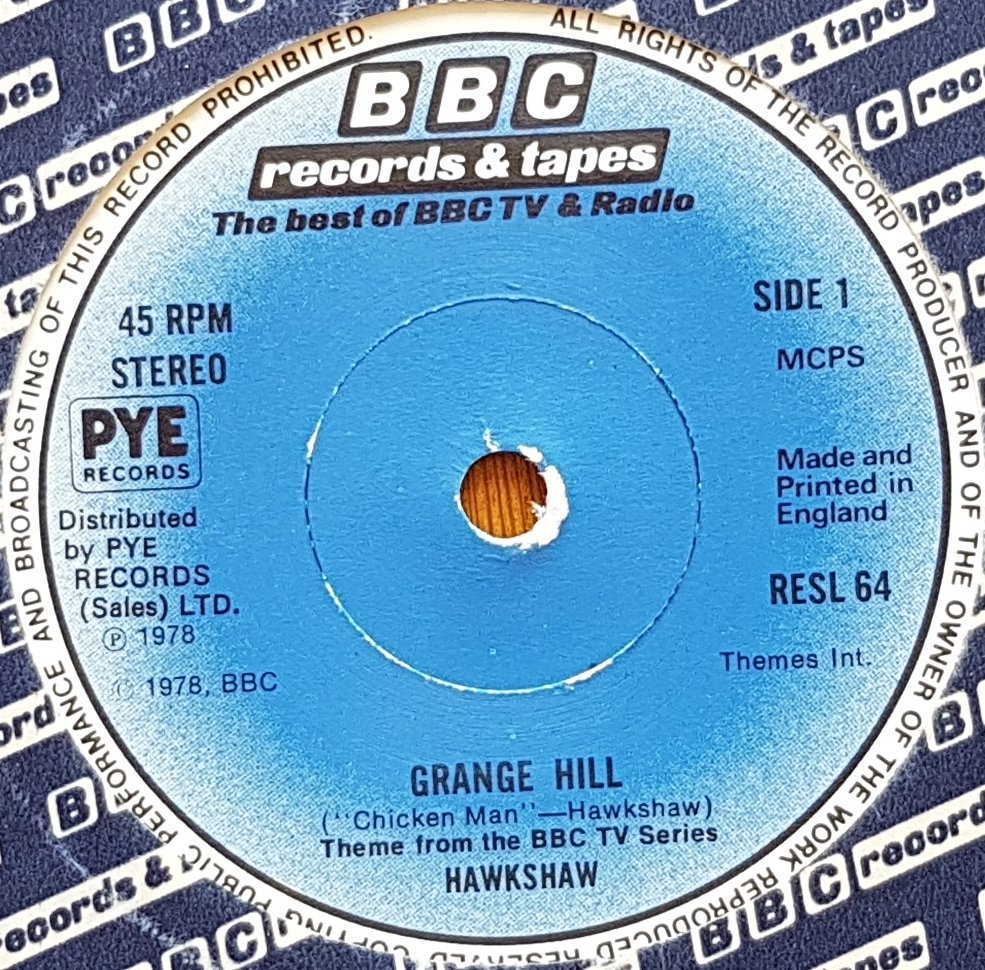 BBC
records & tapes
The best of BBC TV & Radio
45 RPM
STEREO
PYE
RECORDS
Distributed
by PYE
RECORDS
(Sales) LTD.
Ⓟ 1978
© 1978, BBC
SIDE 1
MCPS
Made and
Printed in
England
RESL 64
Themes Int.
GRANGE HILL
(''Chicken Man''—Hawkshaw)
Theme from the BBC TV Series
HAWKSHAW
ALL RIGHTS OF THE RECORD PRODUCER AND OF THE OWNER OF THE WORK REPRODUCED RESERVED COPYING PUBLIC PERFORMANCE AND BROADCASTING OF THIS RECORD PROHIBITED.